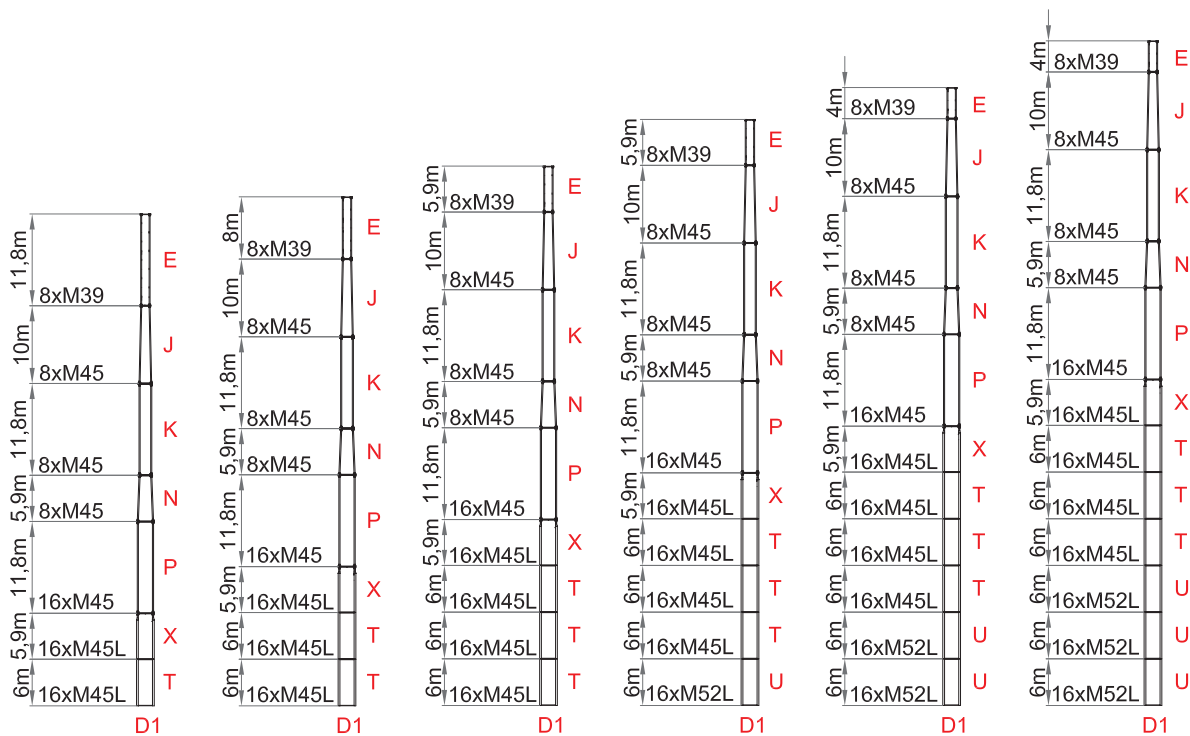 11,8m
8xM39
E
10m
8xM45
J
11,8m
8xM45
K
5,9m
8xM45
N
11,8m
16xM45
P
5,9m
16xM45L
X
6m
16xM45L
T
D1
8m
8xM39
E
10m
8xM45
J
11,8m
8xM45
K
5,9m
8xM45
N
11,8m
16xM45
P
5,9m
16xM45L
X
6m
16xM45L
T
6m
16xM45L
T
D1
5,9m
8xM39
E
10m
8xM45
J
11,8m
8xM45
K
5,9m
8xM45
N
11,8m
16xM45
P
5,9m
16xM45L
X
6m
16xM45L
T
6m
16xM45L
T
6m
16xM45L
T
D1
5,9m
8xM39
E
10m
8xM45
J
11,8m
8xM45
K
5,9m
8xM45
N
11,8m
16xM45
P
5,9m
16xM45L
X
6m
16xM45L
T
6m
16xM45L
T
6m
16xM45L
T
6m
16xM52L
U
D1
4m
8xM39
E
10m
8xM45
J
11,8m
8xM45
K
5,9m
8xM45
N
11,8m
16xM45
P
5,9m
16xM45L
X
6m
16xM45L
T
6m
16xM45L
T
6m
16xM45L
T
6m
16xM52L
U
6m
16xM52L
U
D1
4m
8xM39
E
10m
8xM45
J
11,8m
8xM45
K
5,9m
8xM45
N
11,8m
16xM45
P
5,9m
16xM45L
X
6m
16xM45L
T
6m
16xM45L
T
6m
16xM52L
U
6m
16xM52L
U
6m
16xM52L
U
D1